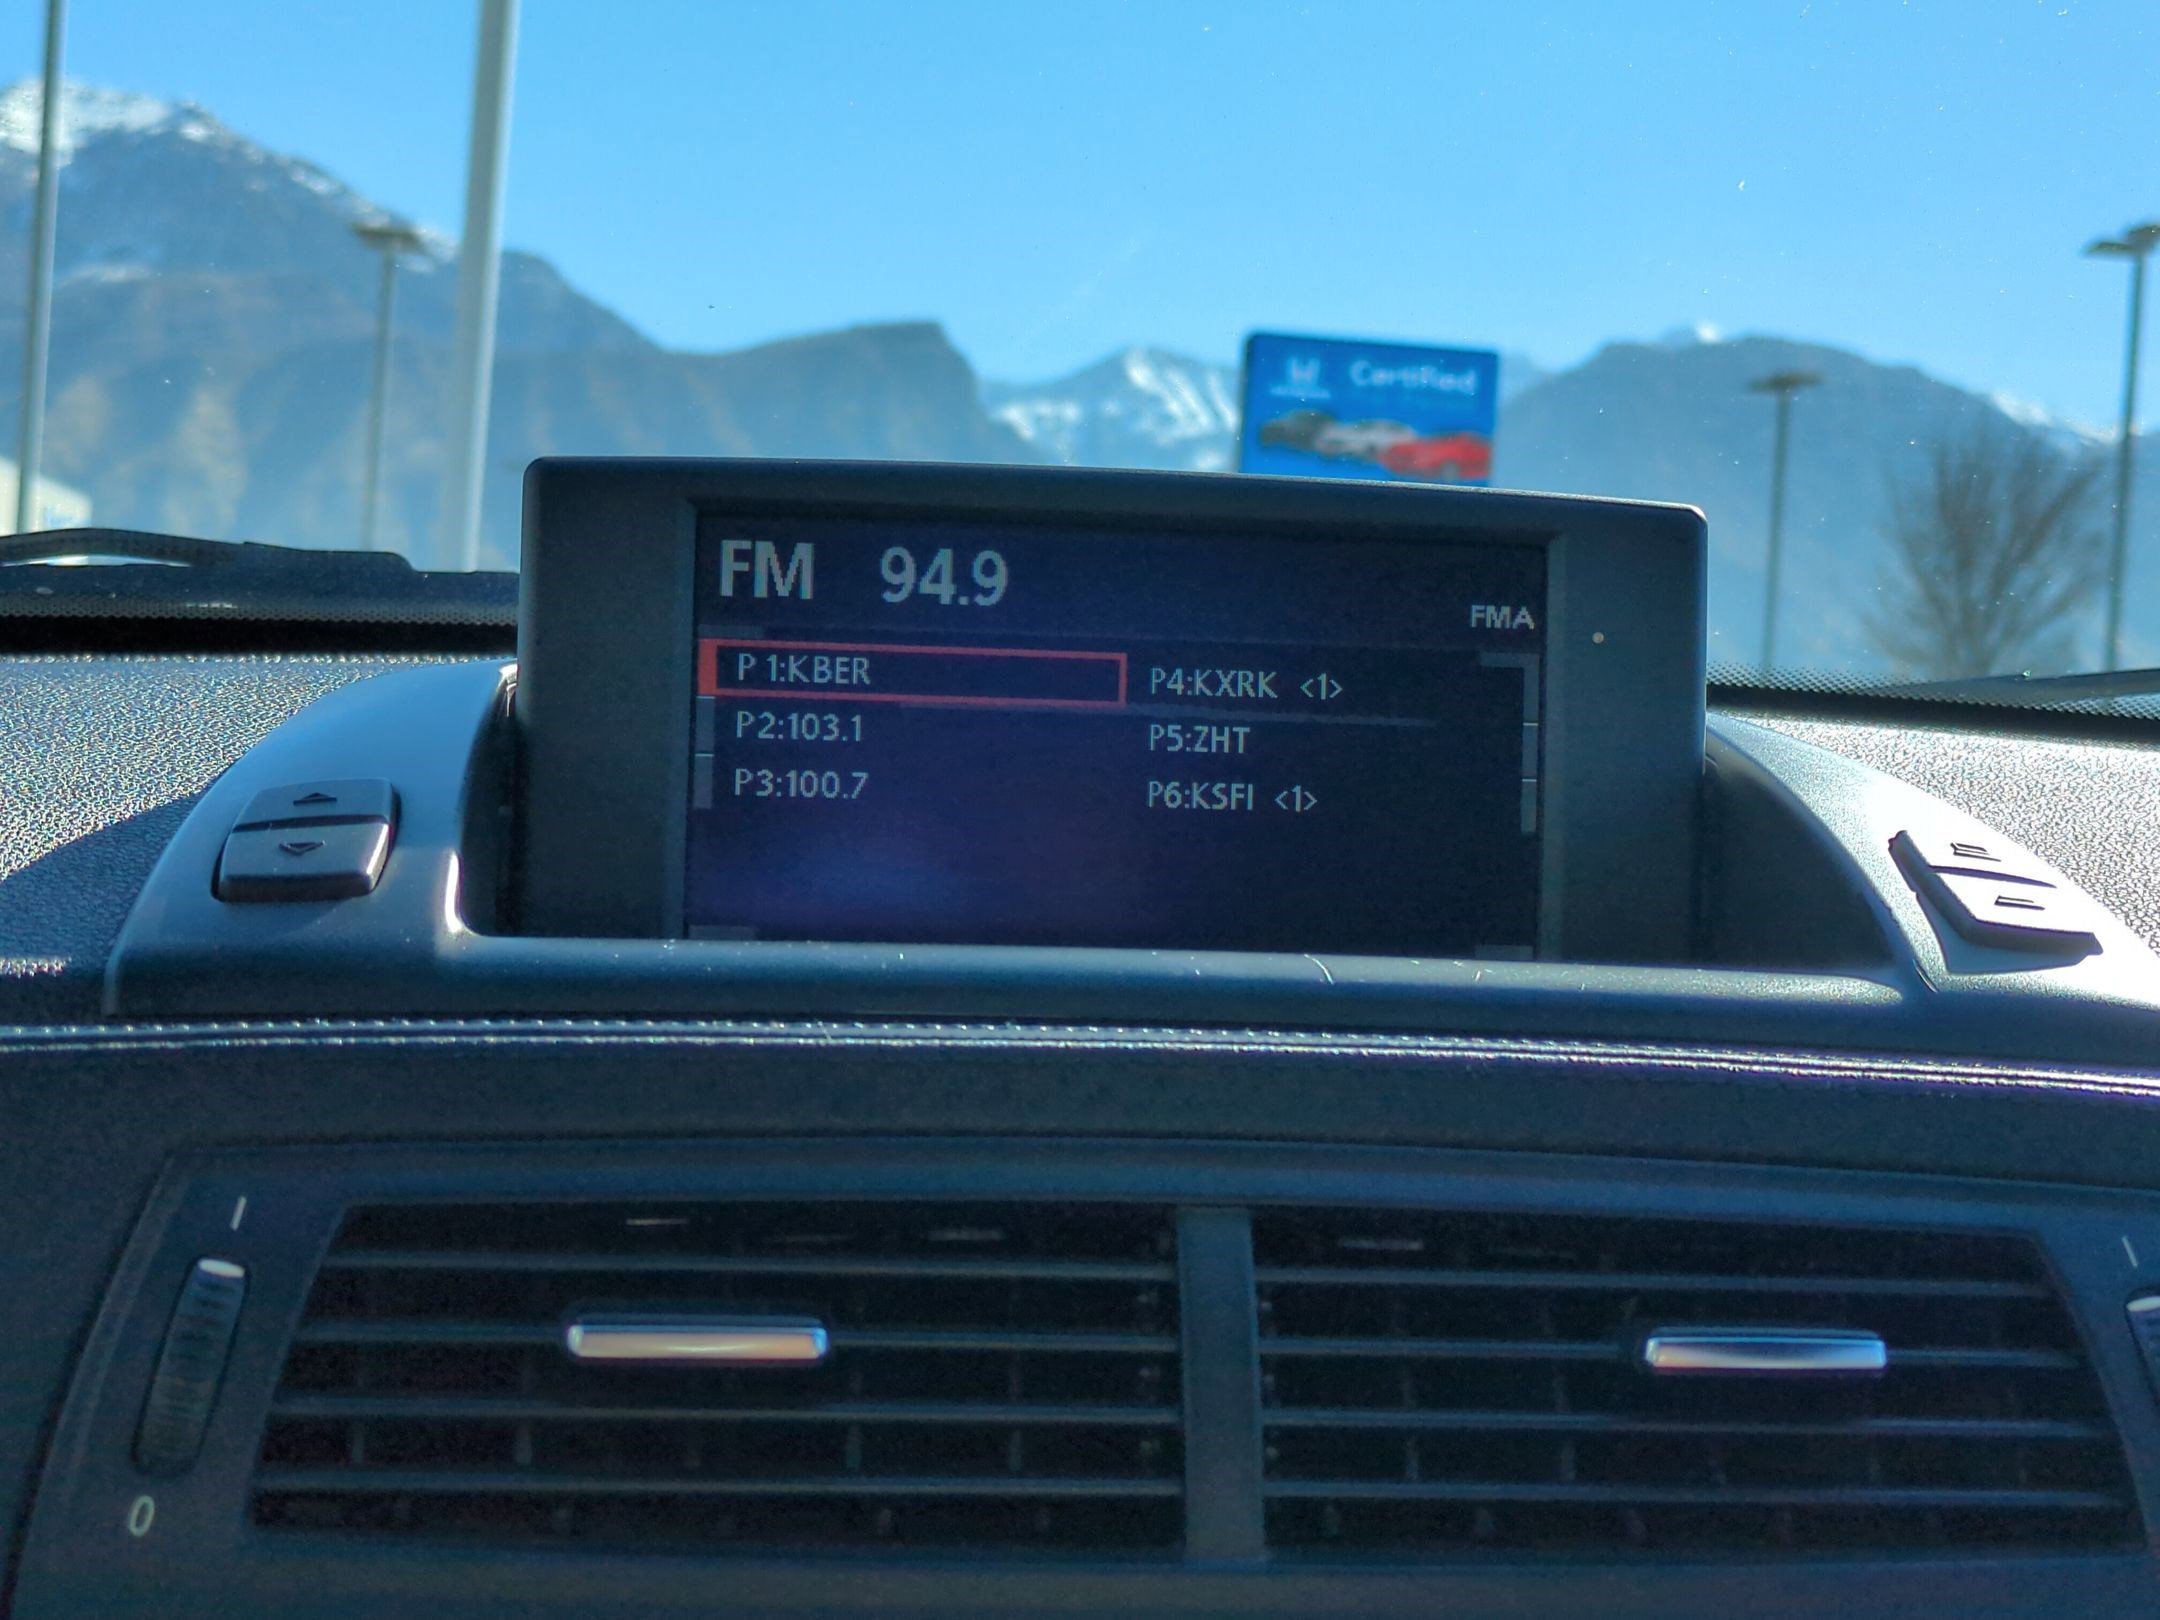 Certified
FM 94.9
FMA
P 1:KBER
P2:103.1
P3:100.7
P4:KXRK <1>
P5:ZHT
P6:KSFI <1>
0